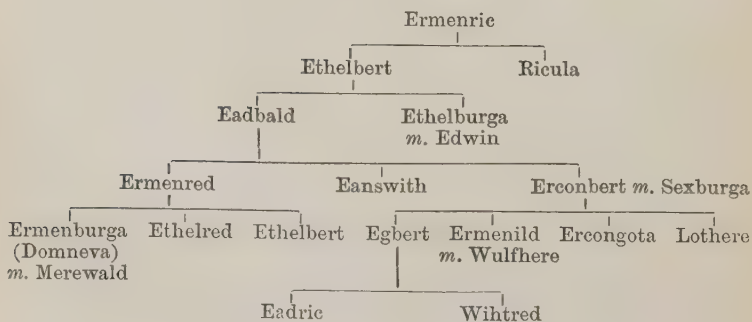 Ermenric
Ethelbert Ricula
Eadbald Ethelburga
m. Edwin
Ermenred Eanswith Erconbert m. Sexburga
Ermenburga Ethelred Ethelbert Egbert Ermenild Ercongota Lothere
(Domneva) m. Wulfhere
m. Merewald
Eadric Wihtred